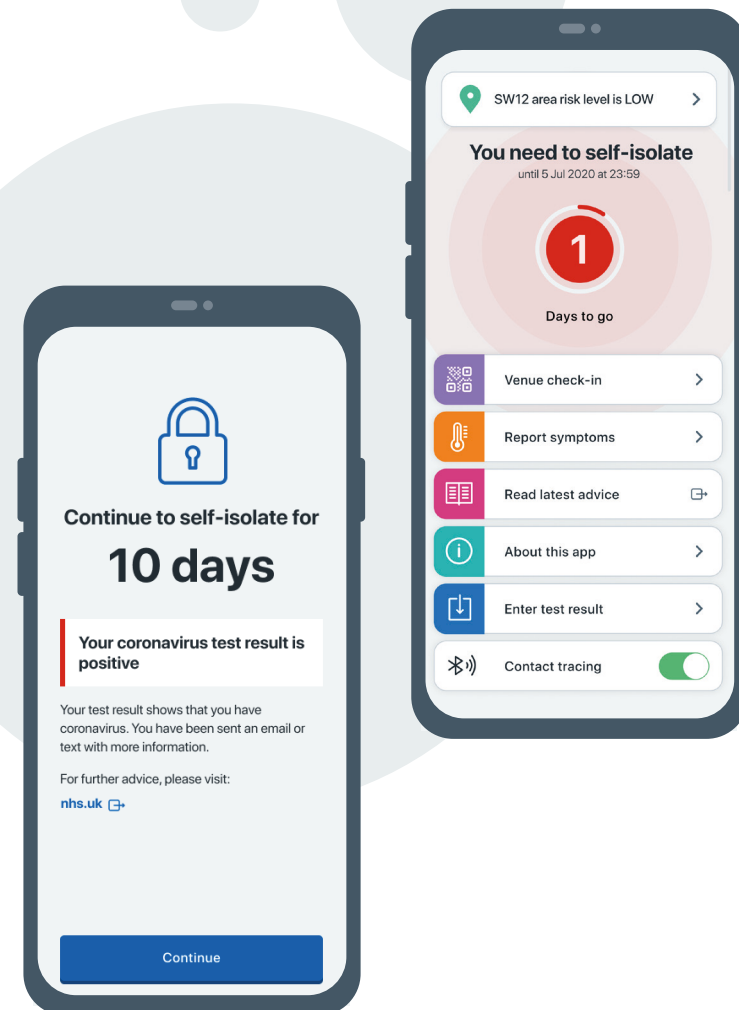 SW12 area risk level is LOW
You need to self-isolate
until 5 Jul 2020 at 23:59
1
Days to go
Venue check-in
Report symptoms
Read latest advice
About this app
Enter test result
Contact tracing
Continue to self-isolate for
10 days
Your coronavirus test result is
positive
Your test result shows that you have
coronavirus. You have been sent an email or
text with more information.
For further advice, please visit:
nhs.uk
Continue